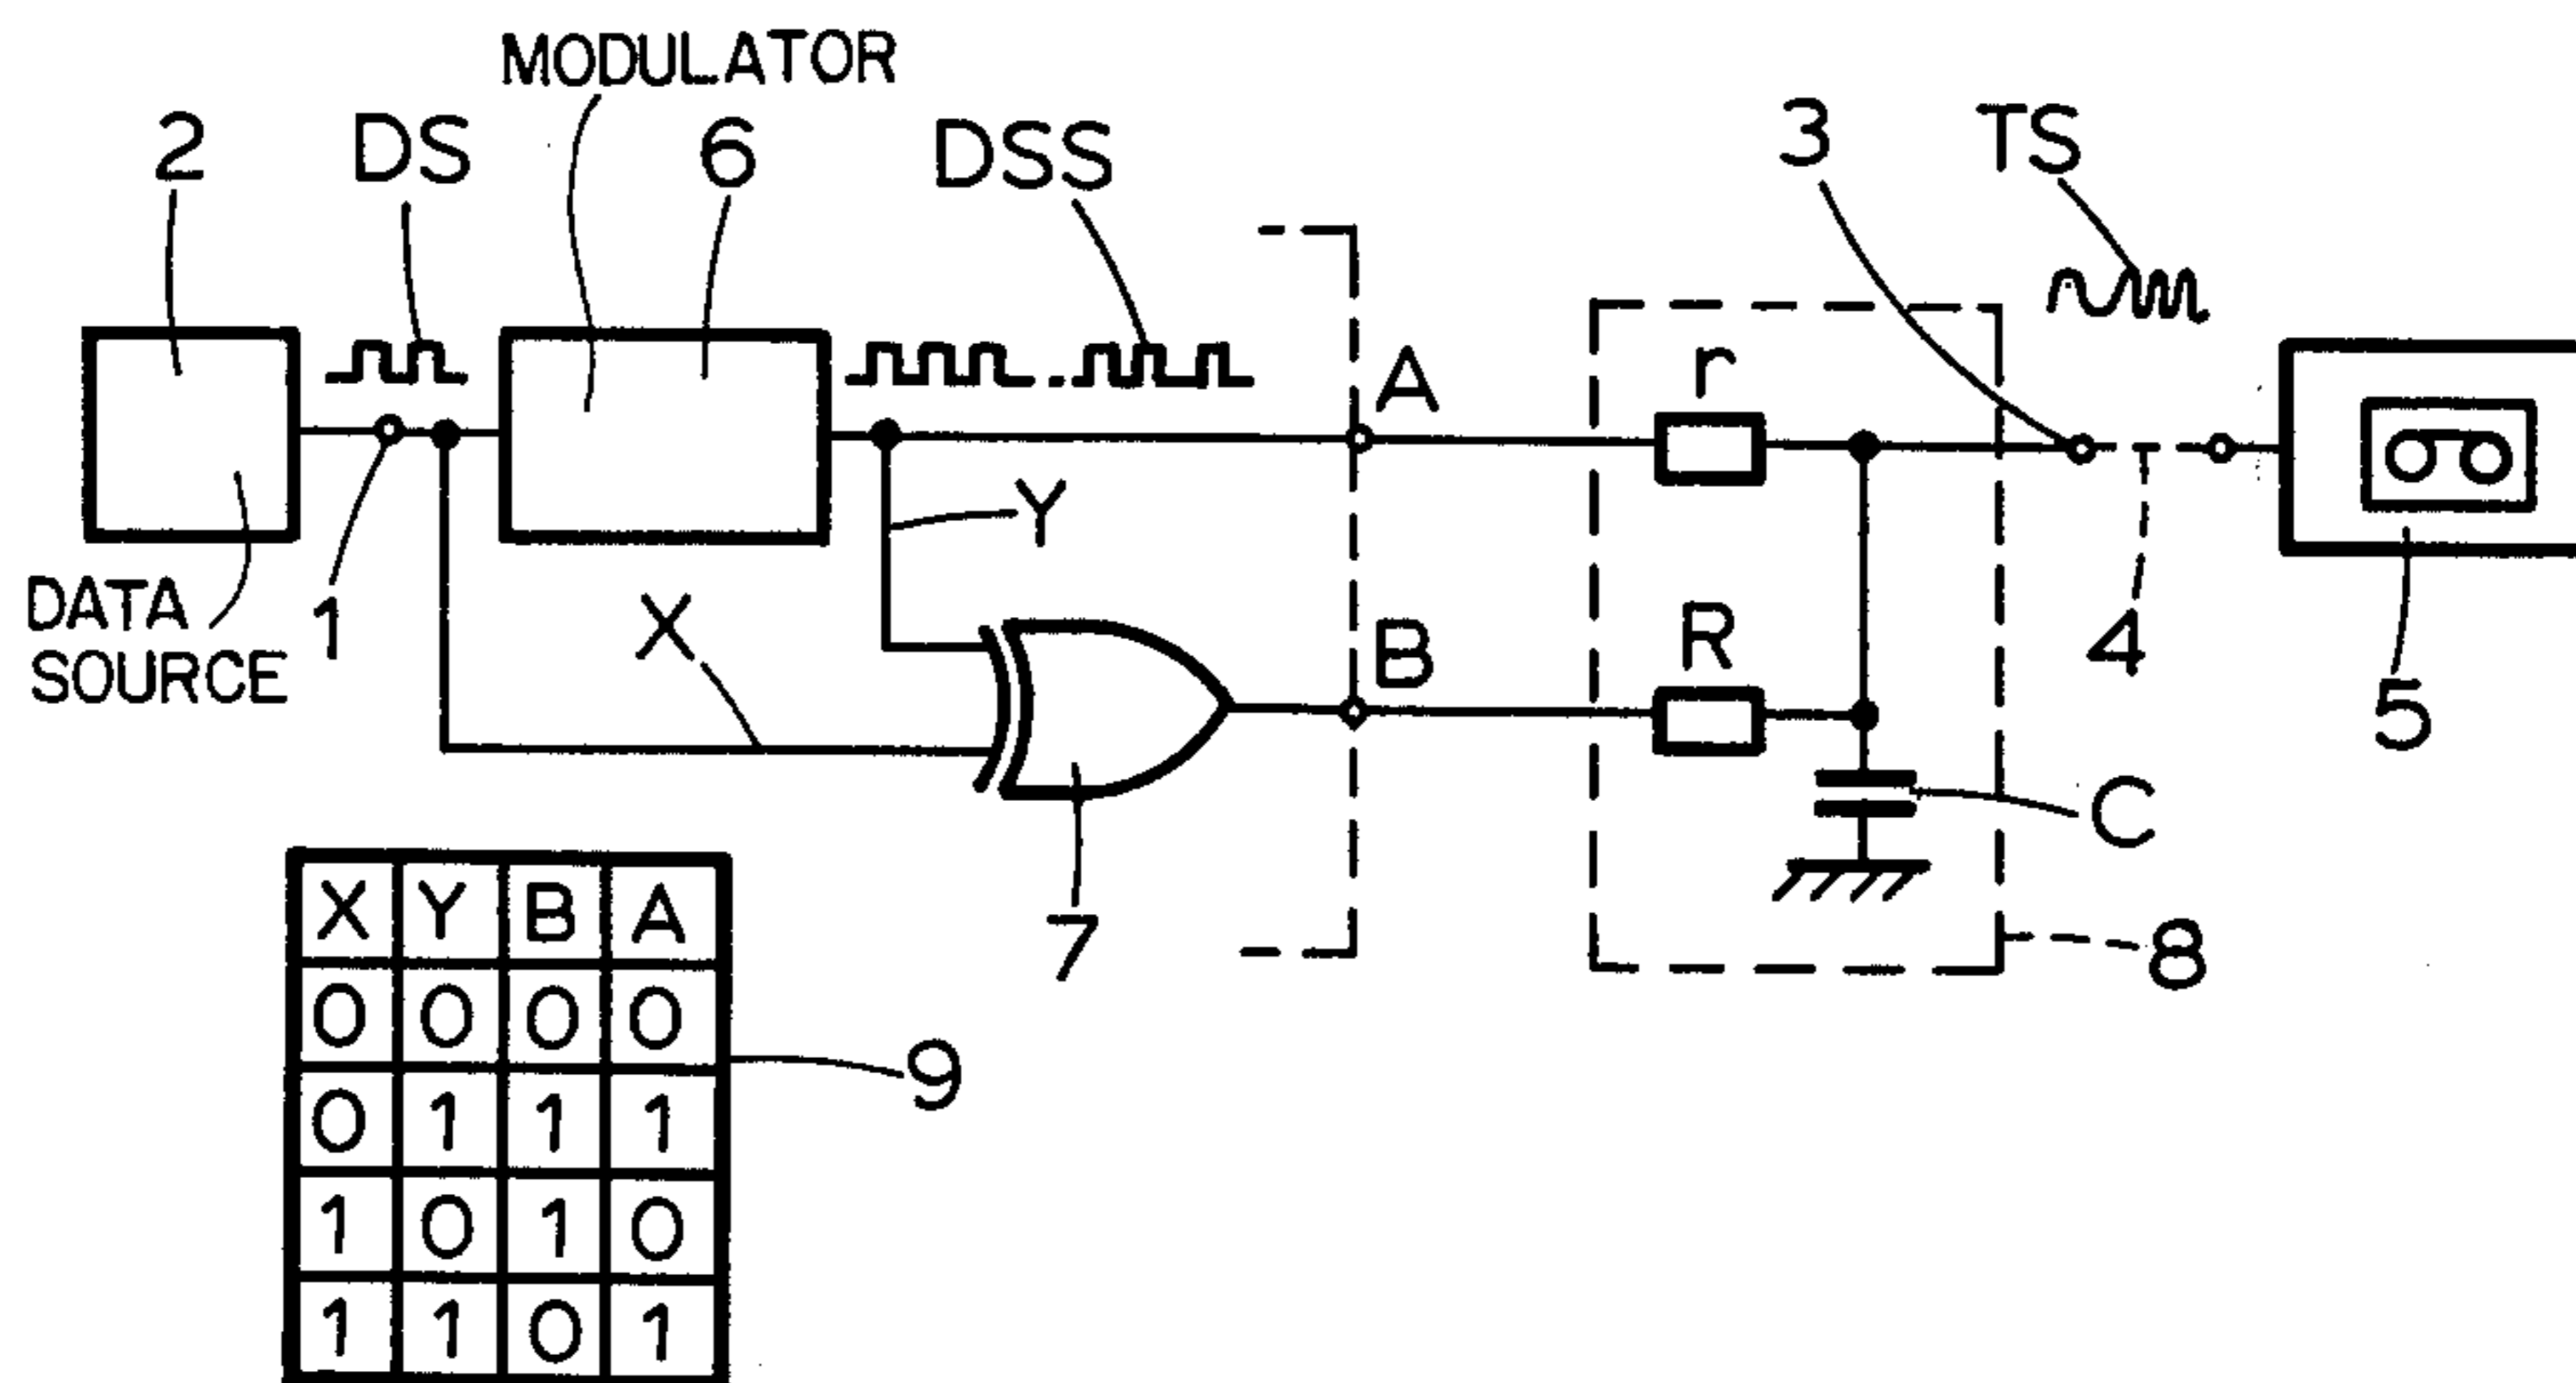 MODULATOR
2 DS 6 DSS 3 TS
A r
DATA
SOURCE
1 X Y B R 4 5
7 C 8
X Y B A
0 0 0 0
0 1 1 1
1 0 1 0
1 1 0 1
9